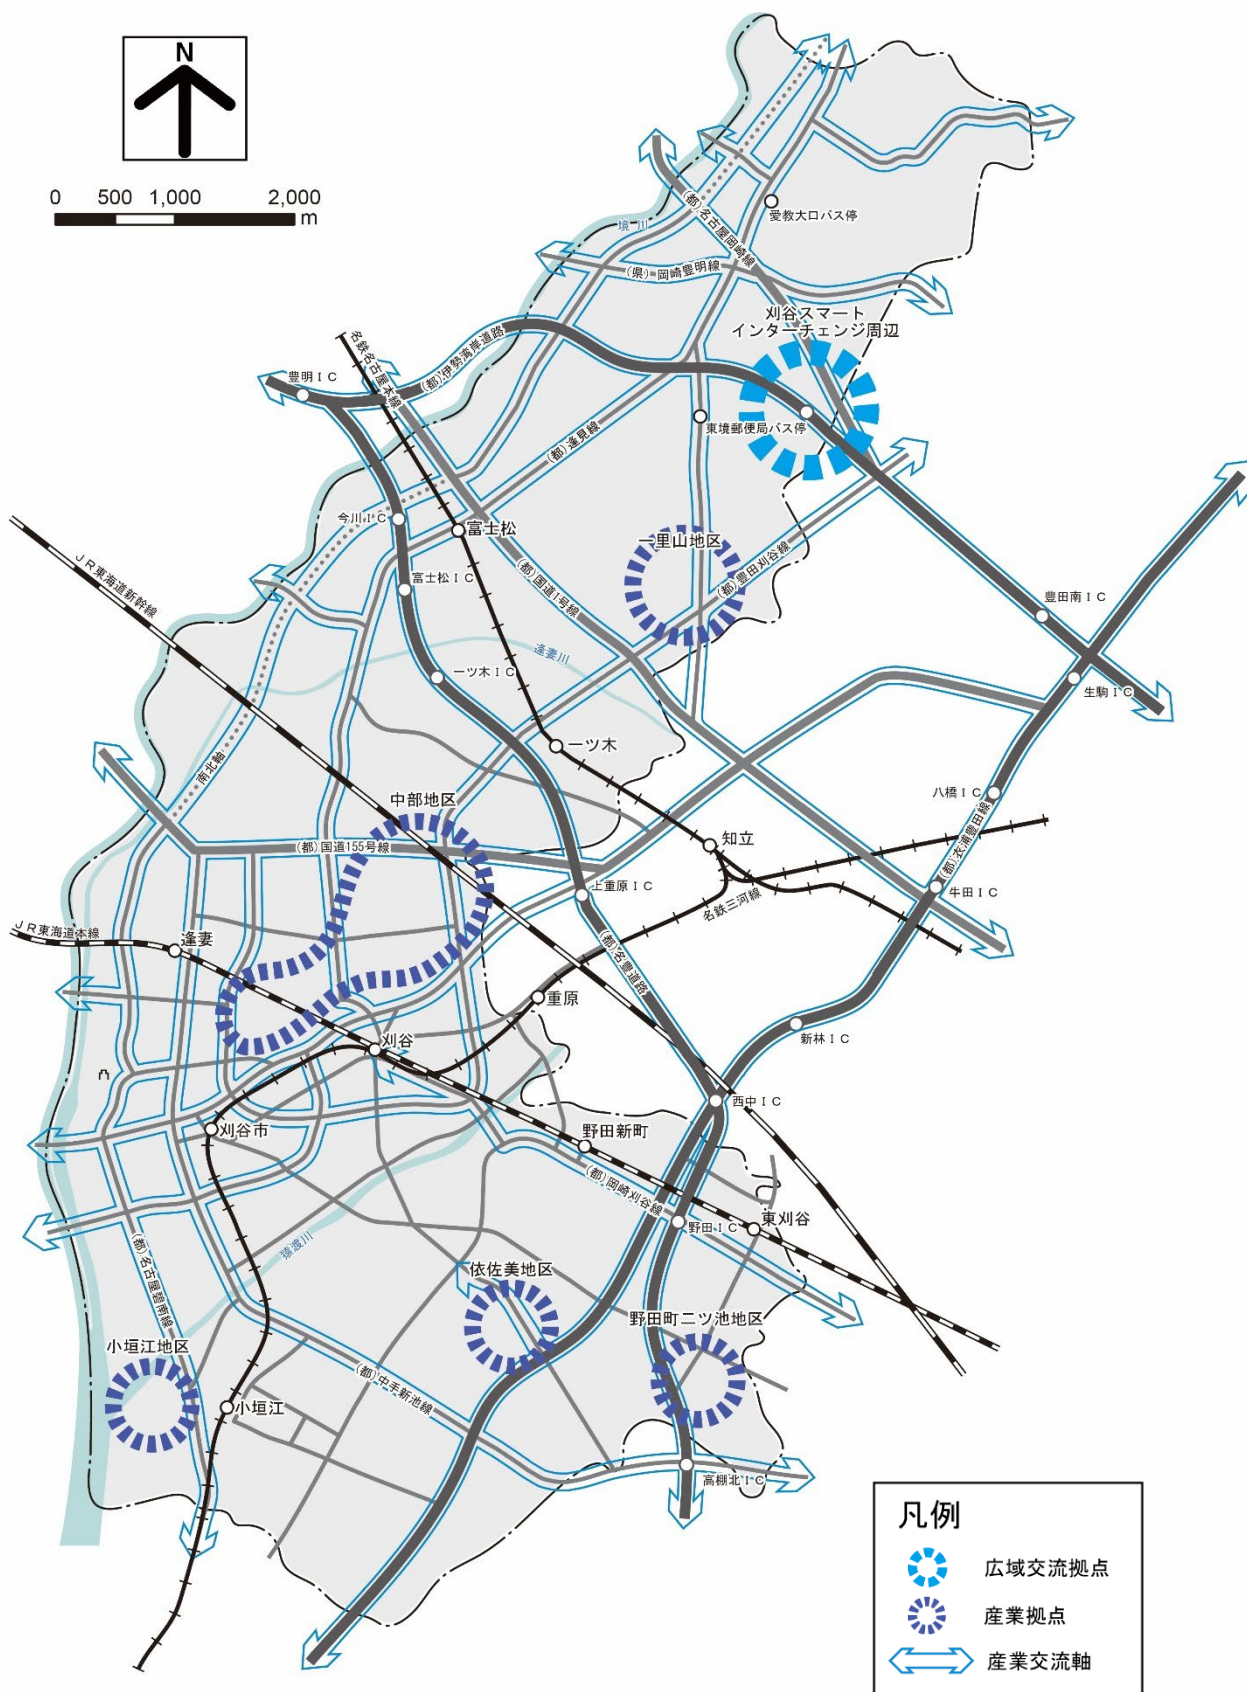 N
0 500 1,000 2,000
m
愛教大口バス停
境川
(都)名古屋岡崎線
(県)岡崎豊明線
刈谷スマート
インターチェンジ周辺
名鉄名古屋本線
(都)伊勢湾岸道路
豊明IC
東境郵便局バス停
(都)逢見線
今川IC
富士松
一里山地区
JR東海道新幹線
富士松IC
(都)国道1号線
(都)豊田刈谷線
豊田南IC
逢妻川
一ツ木IC
生駒IC
南北軸
一ツ木
八橋IC
中部地区
知立
(都)衣浦豊田線
(都)国道155号線
上重原IC
牛田IC
名鉄三河線
JR東海道本線
逢妻
(都)名豊道路
重原
新林IC
刈谷
西中IC
刈谷市
野田新町
(都)岡崎刈谷線
野田IC
東刈谷
猿渡川
(都)名古屋碧南線
依佐美地区
野田町二ツ池地区
小垣江地区
(都)中手新池線
小垣江
高棚北IC
凡例
広域交流拠点
産業拠点
産業交流軸